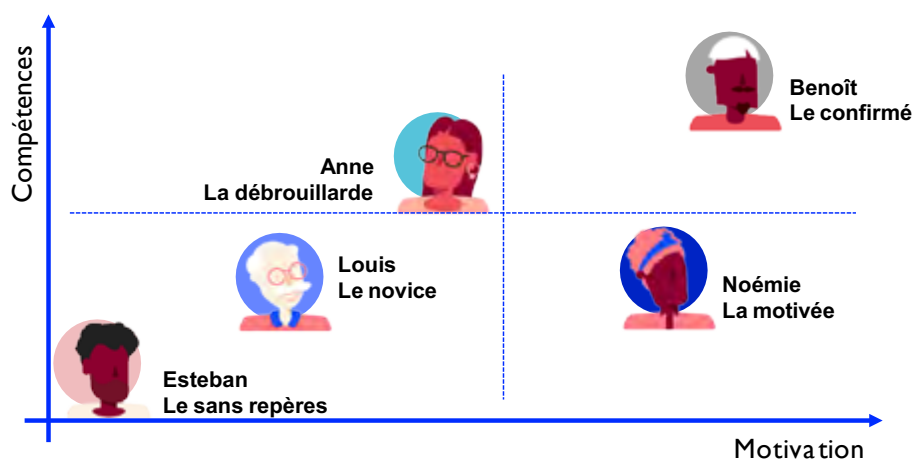 Compétences
Benoît
Le confirmé
Anne
La débrouillarde
Louis
Le novice
Noémie
La motivée
Esteban
Le sans repères
Motivation